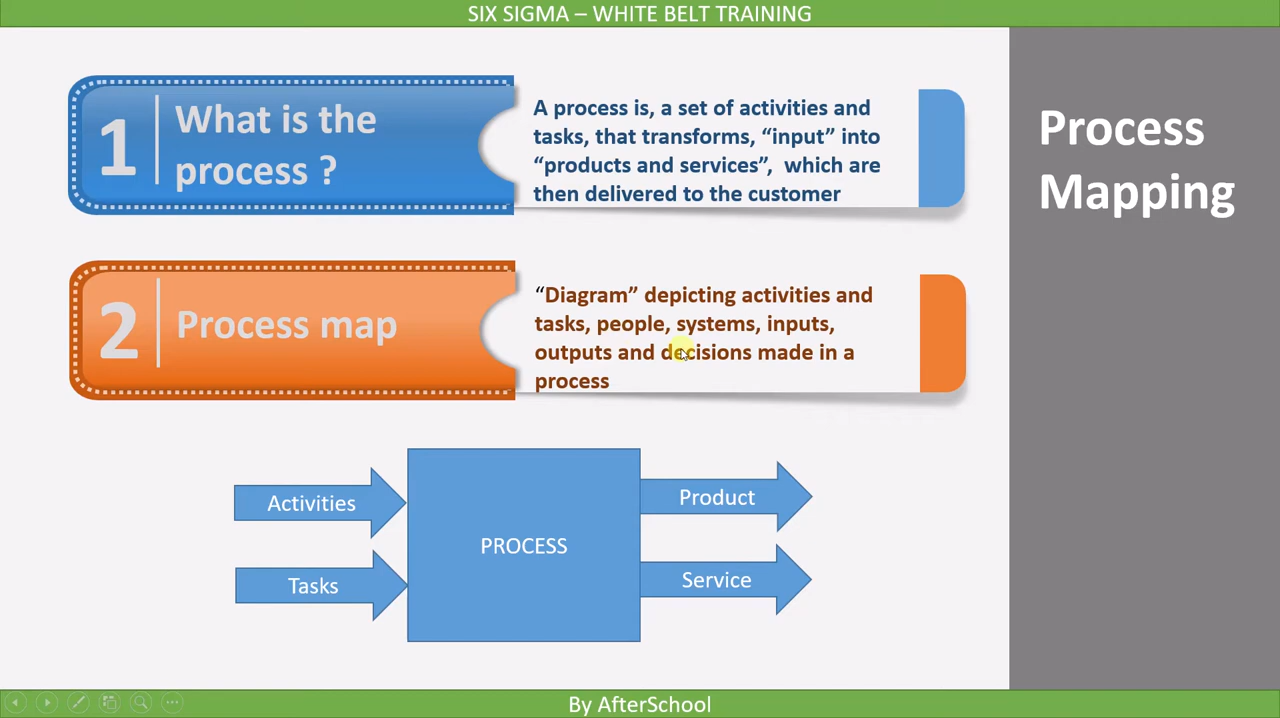 SIX SIGMA – WHITE BELT TRAINING
1
What is the
process ?
A process is, a set of activities and
tasks, that transforms, “input” into
“products and services”,  which are
then delivered to the customer
Process
Mapping
2
Process map
“Diagram” depicting activities and
tasks, people, systems, inputs,
outputs and decisions made in a
process
Activities
Tasks
PROCESS
Product
Service
By AfterSchool